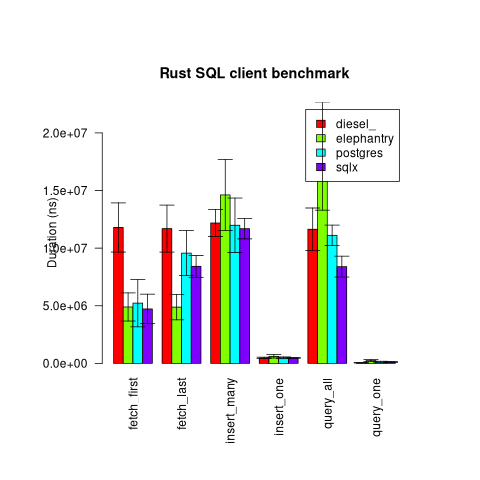 Rust SQL client benchmark
diesel_
elephantry
postgres
sqlx
Duration (ns)
2.0e+07
1.5e+07
1.0e+07
5.0e+06
0.0e+00
fetch_first
fetch_last
insert_many
insert_one
query_all
query_one